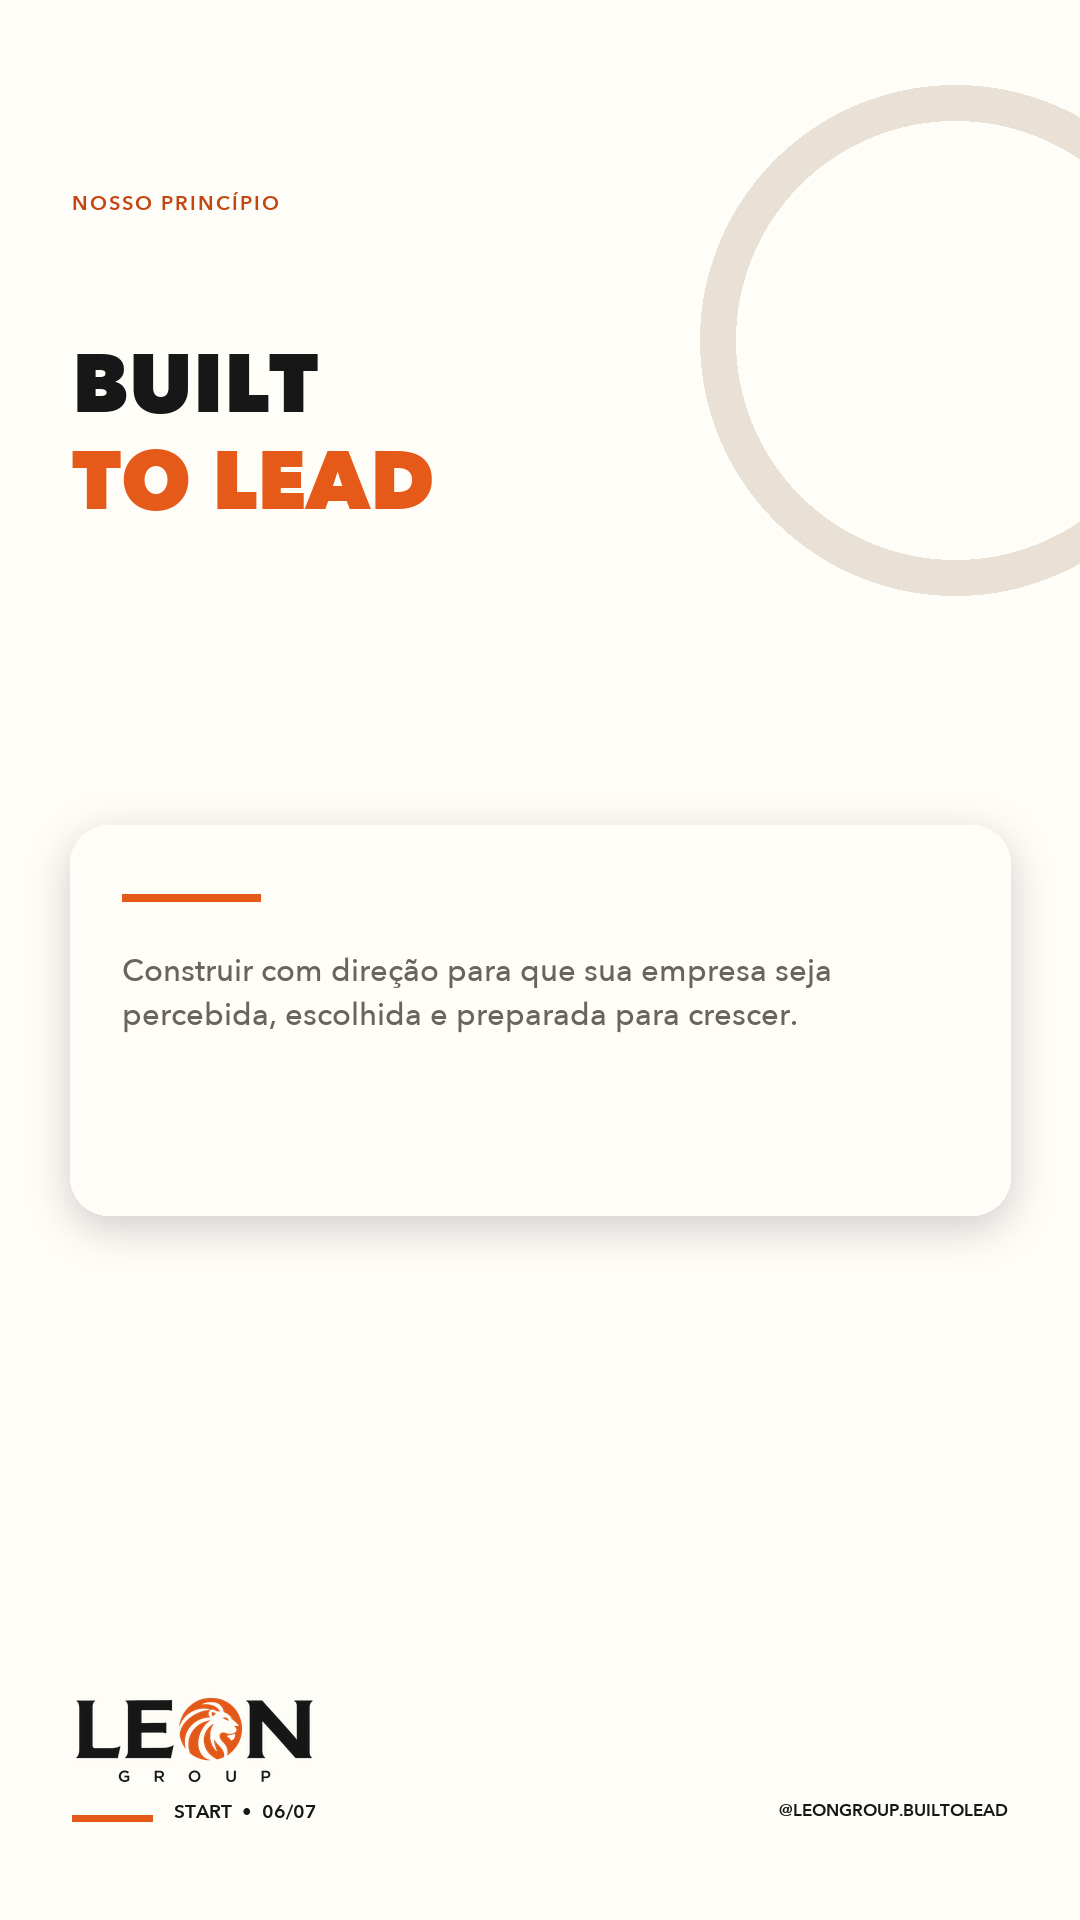 NOSSO PRINCÍPIO
BUILT
TO LEAD
Construir com direção para que sua empresa seja
percebida, escolhida e preparada para crescer.
LEON
GROUP
START • 06/07
@LEONGROUP.BUILTOLEAD